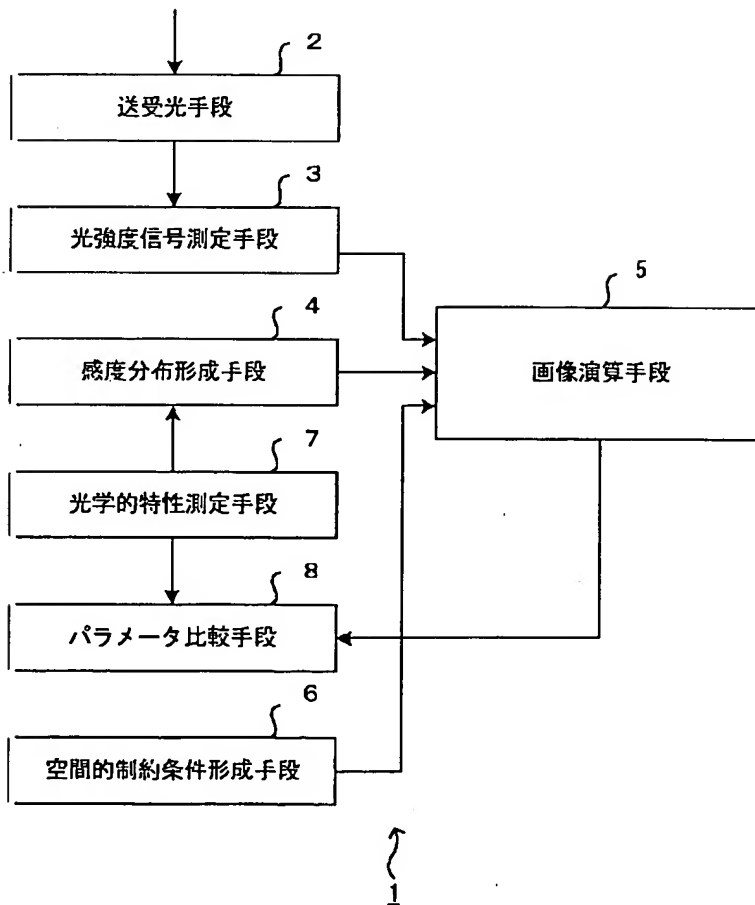 2
送受光手段
3
光強度信号測定手段
5
4
感度分布形成手段
画像演算手段
7
光学的特性測定手段
8
パラメータ比較手段
6
空間的制約条件形成手段
1